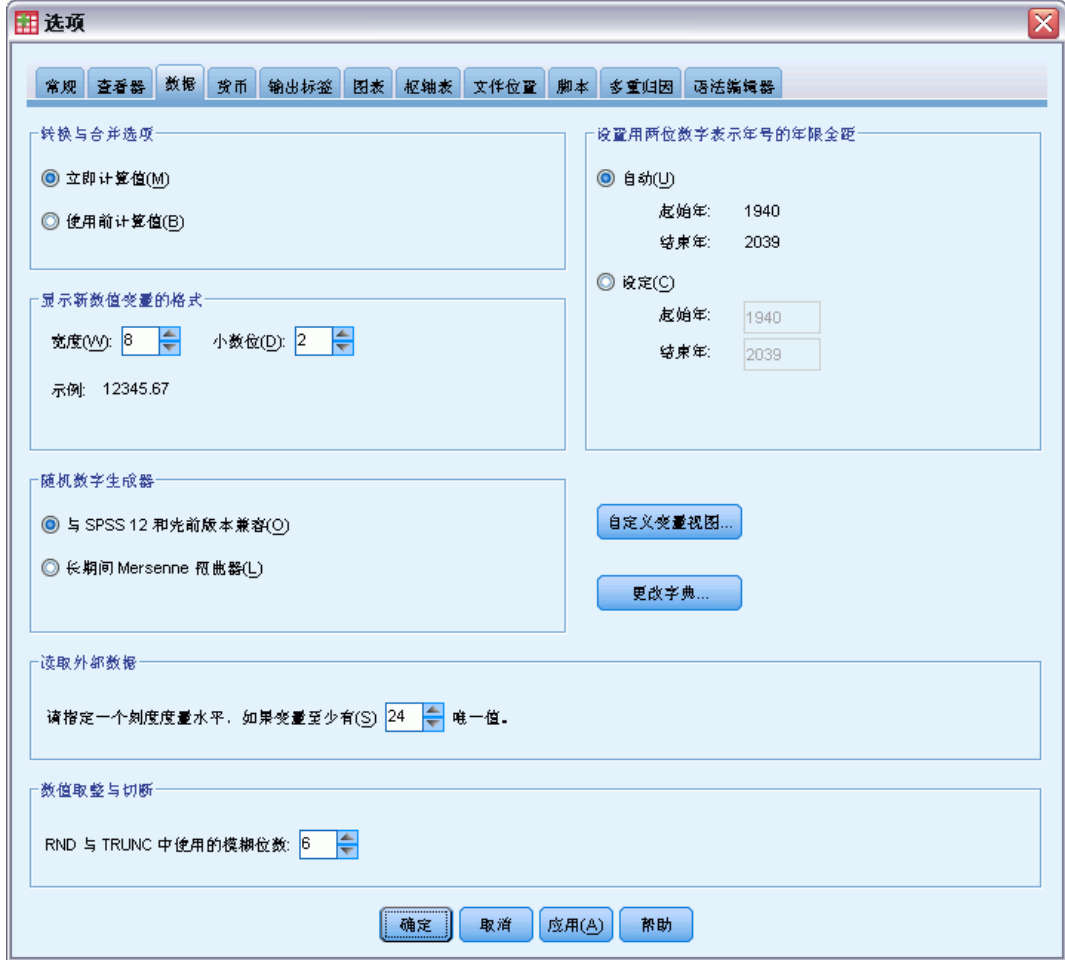 选项
常规 查看器 数据 货币 输出标签 图表 枢轴表 文件位置 脚本 多重归因 语法编辑器
转换与合并选项
立即计算值(M)
使用前计算值(B)
显示新数值变量的格式
宽度(W): 8 小数位(D): 2
示例: 12345.67
设置用两位数字表示年号的年限全距
自动(U)
起始年: 1940
结束年: 2039
设定(C)
起始年: 1940
结束年: 2039
随机数字生成器
与 SPSS 12 和先前版本兼容(O)
长期间 Mersenne 扭曲器(L)
自定义变量视图...
更改字典...
读取外部数据
请指定一个刻度度量水平，如果变量至少有(S) 24 唯一值。
数值取整与切断
RND 与 TRUNC 中使用的模糊位数: 6
确定 取消 应用(A) 帮助